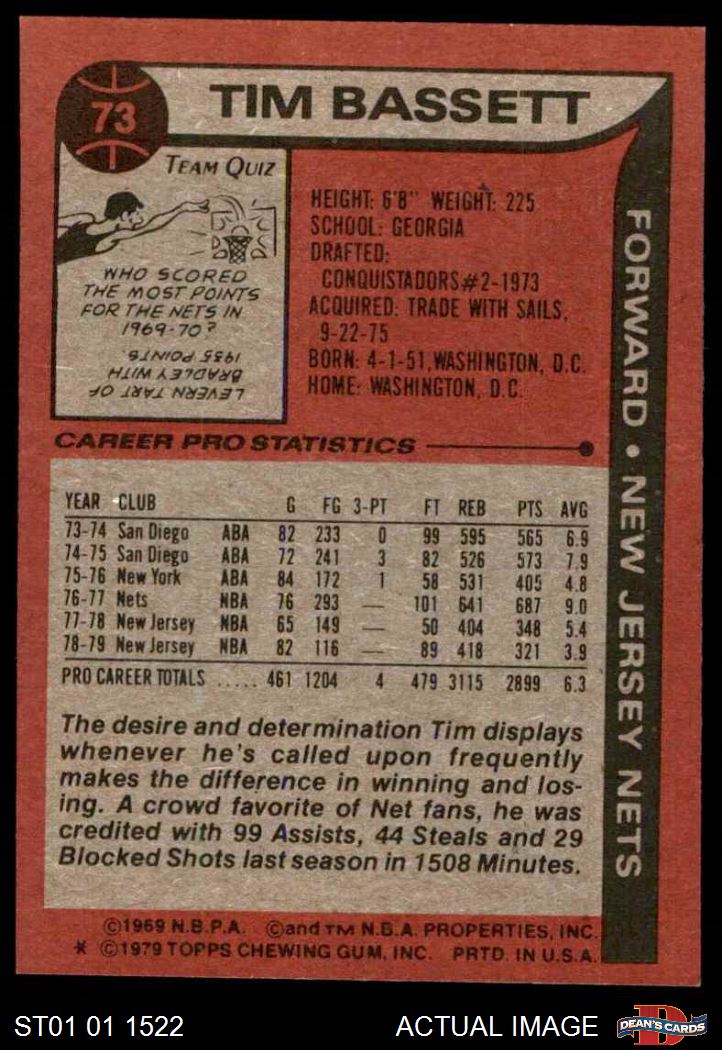 73
TIM BASSETT
TEAM QUIZ
WHO SCORED
THE MOST POINTS
FOR THE NETS IN
1969-70?
LEVERN TART OF
BRADLEY WITH
1985 POINTS.
HEIGHT: 6'8" WEIGHT: 225
SCHOOL: GEORGIA
DRAFTED:
CONQUISTADORS #2-1973
ACQUIRED: TRADE WITH SAILS,
9-22-75
BORN: 4-1-51, WASHINGTON, D.C.
HOME: WASHINGTON, D.C.
FORWARD • NEW JERSEY NETS
CAREER PRO STATISTICS
YEAR CLUB G FG 3-PT FT REB PTS AVG
73-74 San Diego ABA 82 233 0 99 595 565 6.9
74-75 San Diego ABA 72 241 3 82 526 573 7.9
75-76 New York ABA 84 172 1 58 531 405 4.8
76-77 Nets NBA 76 293 — 101 641 687 9.0
77-78 New Jersey NBA 65 149 — 50 404 348 5.4
78-79 New Jersey NBA 82 116 — 89 418 321 3.9
PRO CAREER TOTALS ..... 461 1204 4 479 3115 2899 6.3
The desire and determination Tim displays
whenever he's called upon frequently
makes the difference in winning and los-
ing. A crowd favorite of Net fans, he was
credited with 99 Assists, 44 Steals and 29
Blocked Shots last season in 1508 Minutes.
©1969 N.B.P.A. ©and TM N.B.A. PROPERTIES, INC.
* ©1979 TOPPS CHEWING GUM, INC. PRTD. IN U.S.A.
ST01 01 1522
ACTUAL IMAGE
D
DEAN'S CARDS